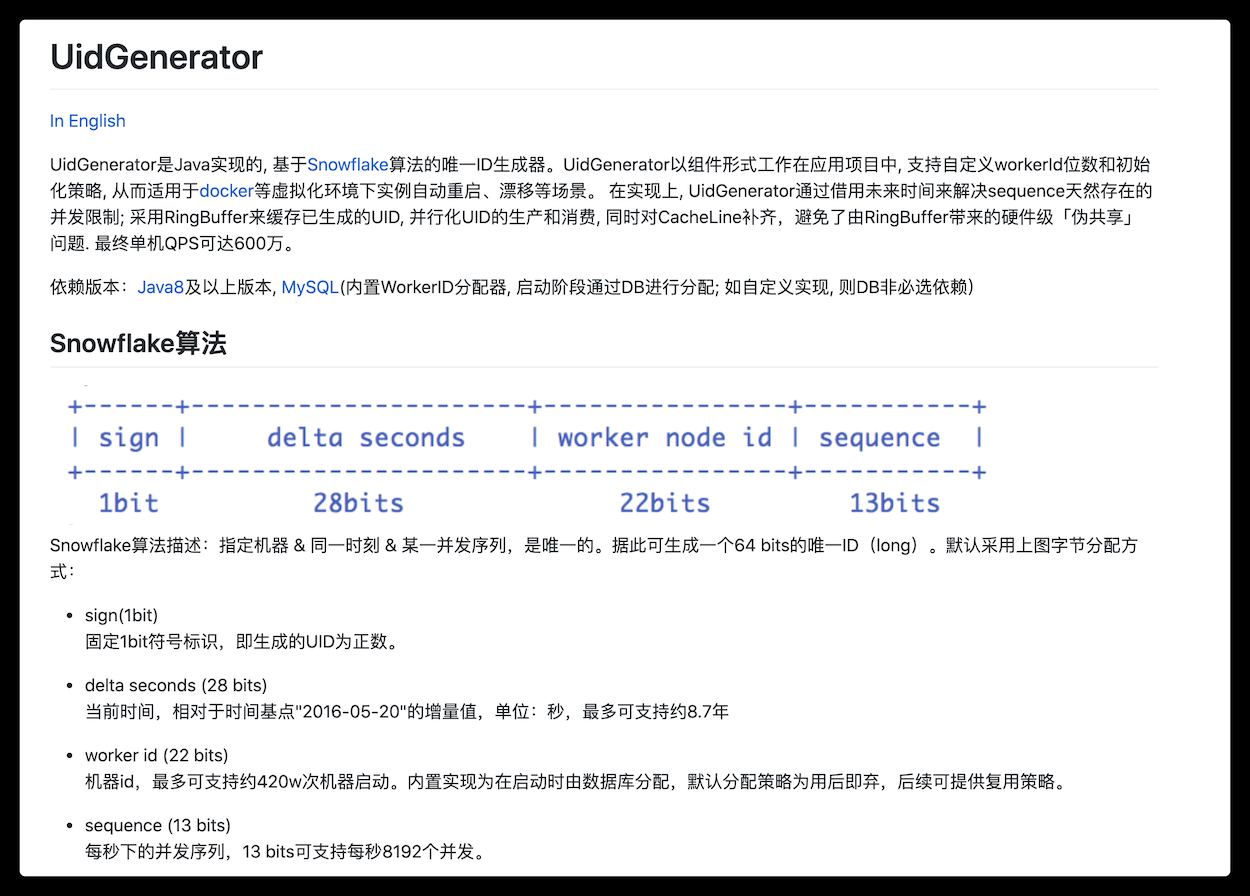 UidGenerator
In English
UidGenerator是Java实现的, 基于Snowflake算法的唯一ID生成器。UidGenerator以组件形式工作在应用项目中, 支持自定义workerId位数和初始
化策略, 从而适用于docker等虚拟化环境下实例自动重启、漂移等场景。 在实现上, UidGenerator通过借用未来时间来解决sequence天然存在的
并发限制; 采用RingBuffer来缓存已生成的UID, 并行化UID的生产和消费, 同时对CacheLine补齐，避免了由RingBuffer带来的硬件级「伪共享」
问题. 最终单机QPS可达600万。
依赖版本：Java8及以上版本, MySQL(内置WorkerID分配器, 启动阶段通过DB进行分配; 如自定义实现, 则DB非必选依赖)
Snowflake算法
+------+----------------------+----------------+-----------+
| sign |     delta seconds    | worker node id | sequence  |
+------+----------------------+----------------+-----------+
1bit 28bits 22bits 13bits
Snowflake算法描述：指定机器 & 同一时刻 & 某一并发序列，是唯一的。据此可生成一个64 bits的唯一ID（long）。默认采用上图字节分配方
式：
• sign(1bit)
固定1bit符号标识，即生成的UID为正数。
• delta seconds (28 bits)
当前时间，相对于时间基点"2016-05-20"的增量值，单位：秒，最多可支持约8.7年
• worker id (22 bits)
机器id，最多可支持约420w次机器启动。内置实现为在启动时由数据库分配，默认分配策略为用后即弃，后续可提供复用策略。
• sequence (13 bits)
每秒下的并发序列，13 bits可支持每秒8192个并发。